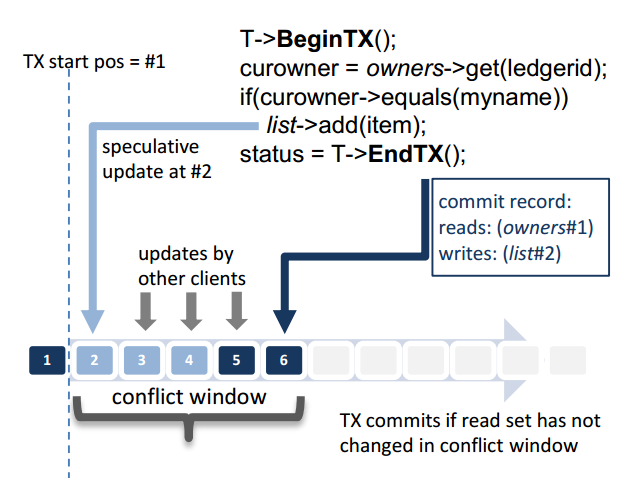 T->BeginTX();
TX start pos = #1
curowner = owners->get(ledgerid);
if(curowner->equals(myname))
list->add(item);
speculative
update at #2
status = T->EndTX();
commit record:
reads: (owners#1)
writes: (list#2)
updates by
other clients
1 2 3 4 5 6
conflict window
TX commits if read set has not
changed in conflict window